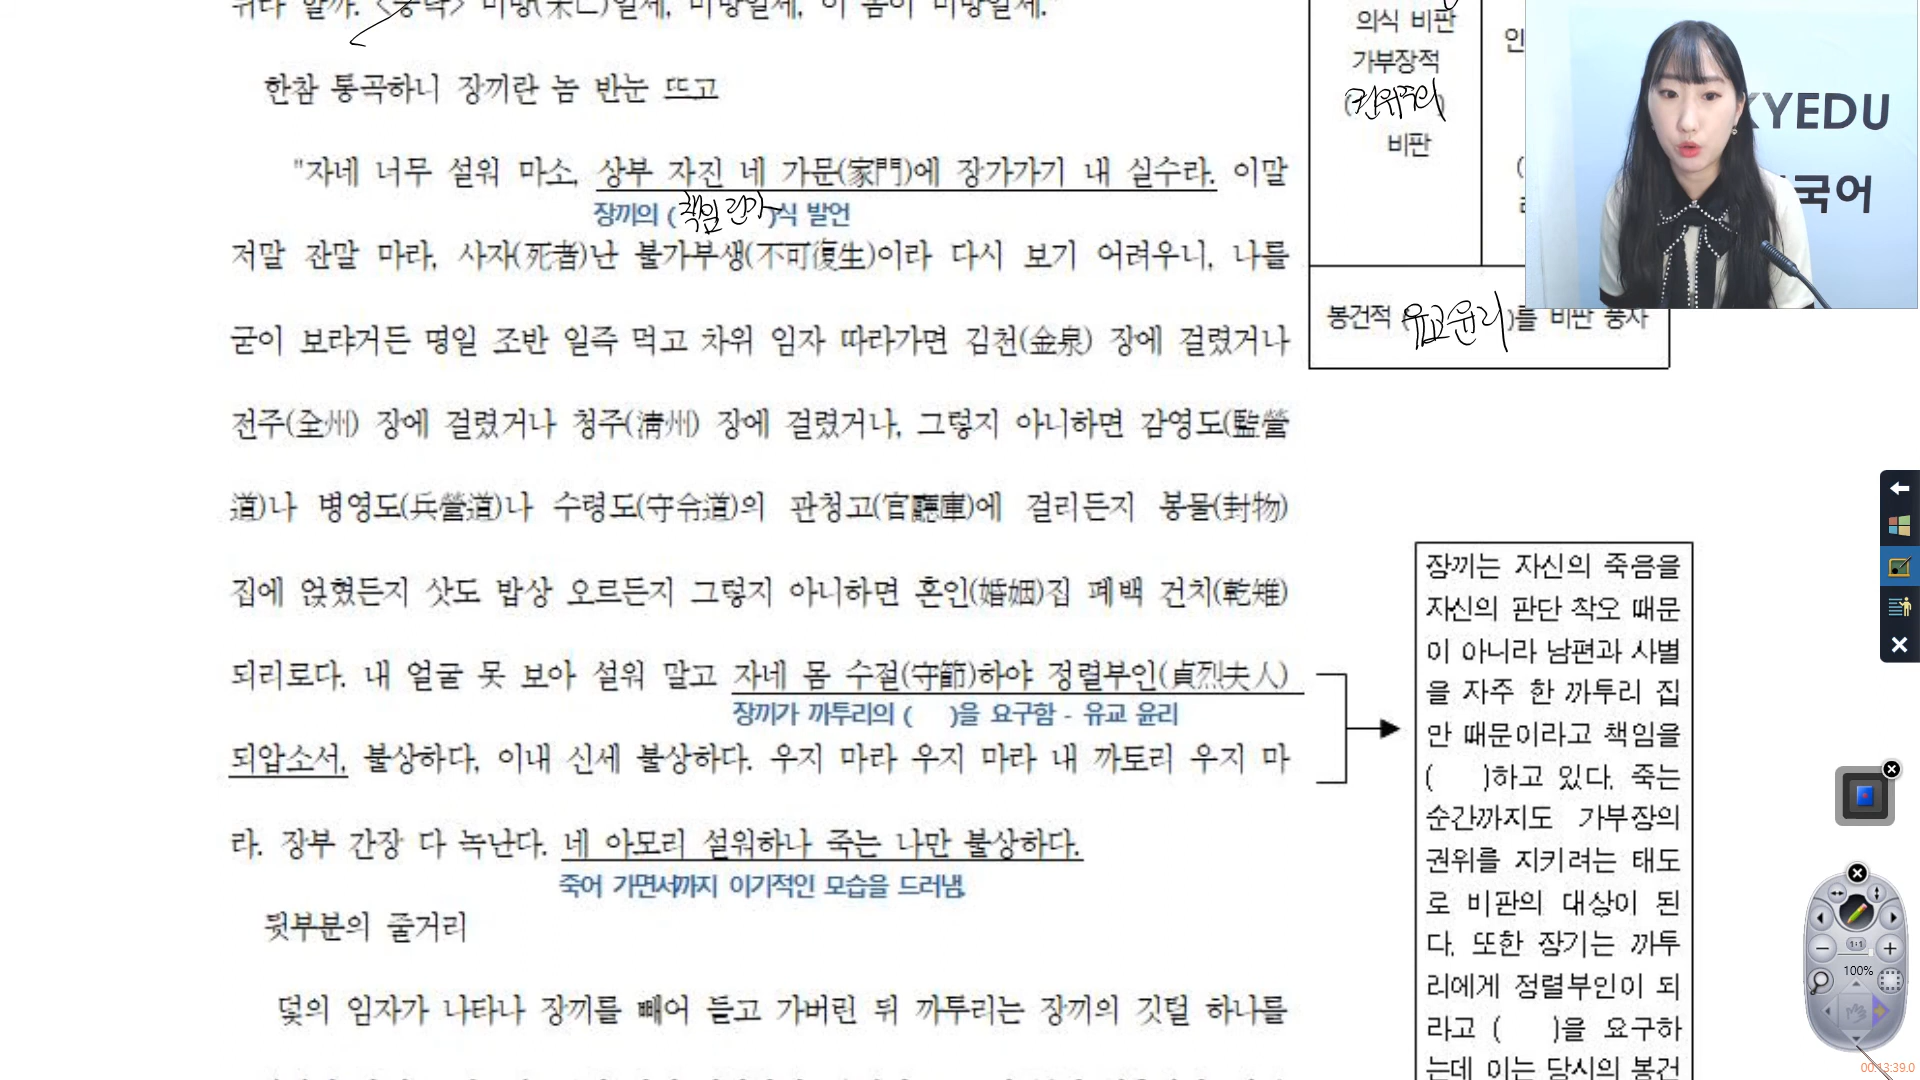 한참 통곡하니 장끼란 놈 반눈 뜨고
"자네 너무 설워 마소, 상부 자진 네 가문(家門)에 장가가기 내 실수라. 이말
장끼의 (책임 전가)식 발언
저말 잔말 마라, 사자(死者)난 불가부생(不可復生)이라 다시 보기 어려우니, 나를
굳이 보랴거든 명일 조반 일즉 먹고 차위 임자 따라가면 김천(金泉) 장에 걸렸거나
전주(全州) 장에 걸렸거나 청주(淸州) 장에 걸렸거나, 그렇지 아니하면 감영도(監營
道)나 병영도(兵營道)나 수령도(守令道)의 관청고(官廳庫)에 걸리든지 봉물(封物)
집에 얹혔든지 삿도 밥상 오르든지 그렇지 아니하면 혼인(婚姻)집 폐백 건치(乾雉)
되리로다. 내 얼굴 못 보아 설워 말고 자네 몸 수절(守節)하야 정렬부인(貞烈夫人)
장끼가 까투리의 ( )을 요구함 - 유교 윤리
되압소서, 불상하다, 이내 신세 불상하다. 우지 마라 우지 마라 내 까토리 우지 마
라. 장부 간장 다 녹난다. 네 아모리 설워하나 죽는 나만 불상하다.
죽어 가면서까지 이기적인 모습을 드러냄
뒷부분의 줄거리
덫의 임자가 나타나 장끼를 빼어 들고 가버린 뒤 까투리는 장끼의 깃털 하나를
의식 비판
가부장적
(권위주의)
비판
인
봉건적 (유교윤리)를 비판 풍자
KYEDU
국어
장끼는 자신의 죽음을
자신의 판단 착오 때문
이 아니라 남편과 사별
을 자주 한 까투리 집
안 때문이라고 책임을
( )하고 있다. 죽는
순간까지도 가부장의
권위를 지키려는 태도
로 비판의 대상이 된
다. 또한 장기는 까투
리에게 정렬부인이 되
라고 ( )을 요구하
는데 이는 당시의 봉건
1:1
100%
00:13:39.0